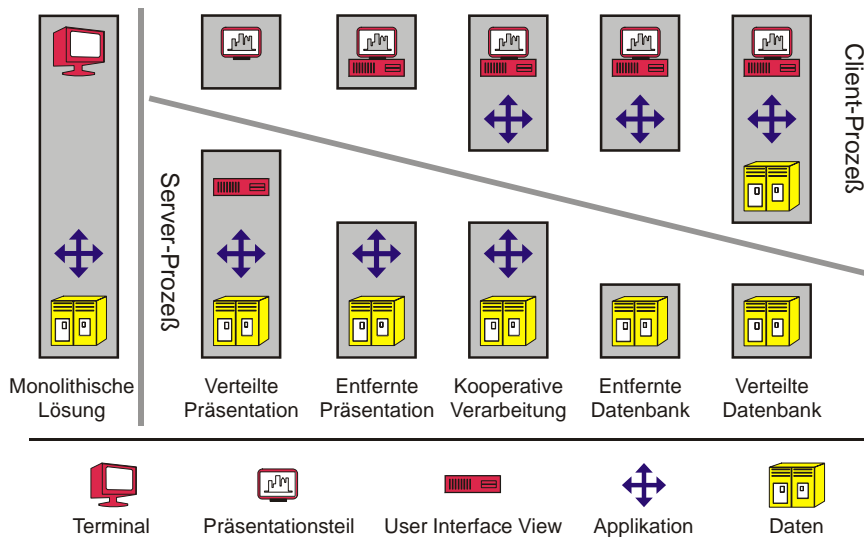 Client-Prozeß
Server-Prozeß
Monolithische
Lösung
Verteilte
Präsentation
Entfernte
Präsentation
Kooperative
Verarbeitung
Entfernte
Datenbank
Verteilte
Datenbank
Terminal
Präsentationsteil
User Interface View
Applikation
Daten